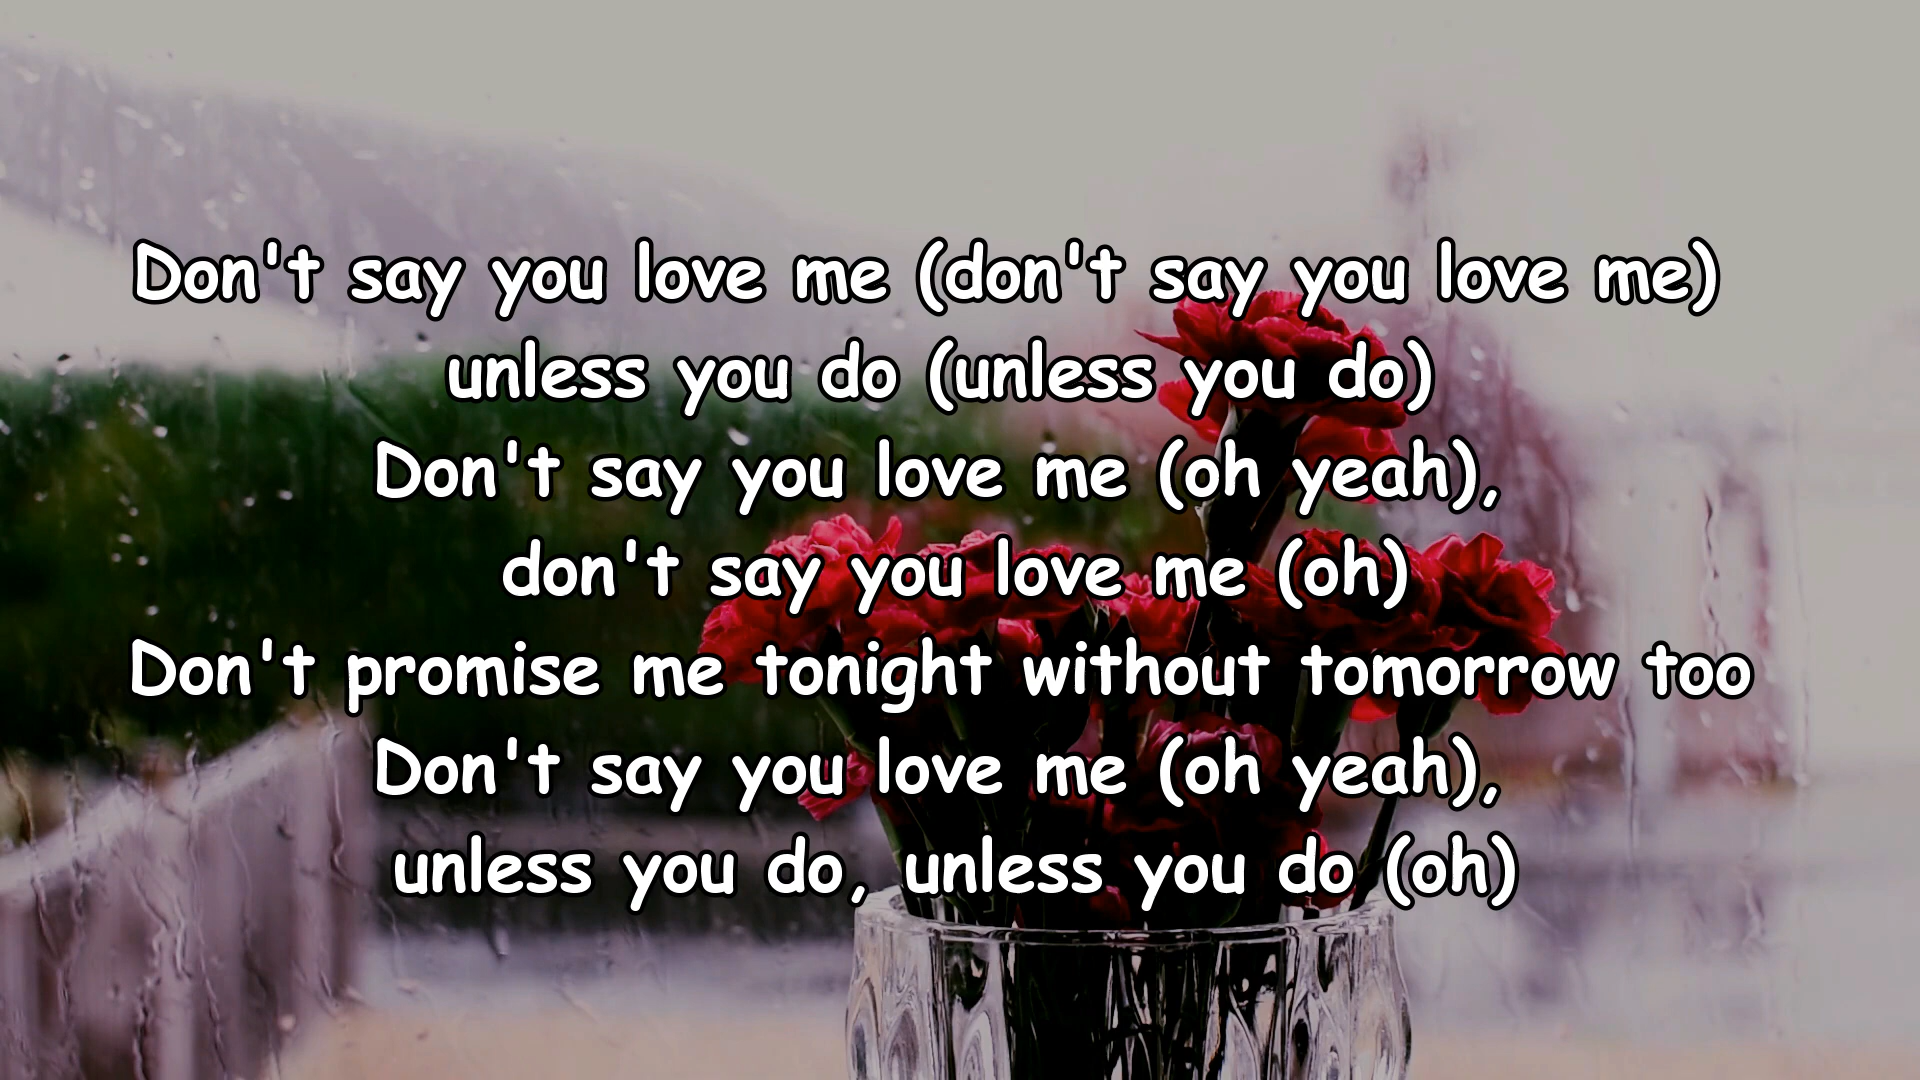 Don't say you love me (don't say you love me)
unless you do (unless you do)
Don't say you love me (oh yeah),
don't say you love me (oh)
Don't promise me tonight without tomorrow too
Don't say you love me (oh yeah),
unless you do, unless you do (oh)